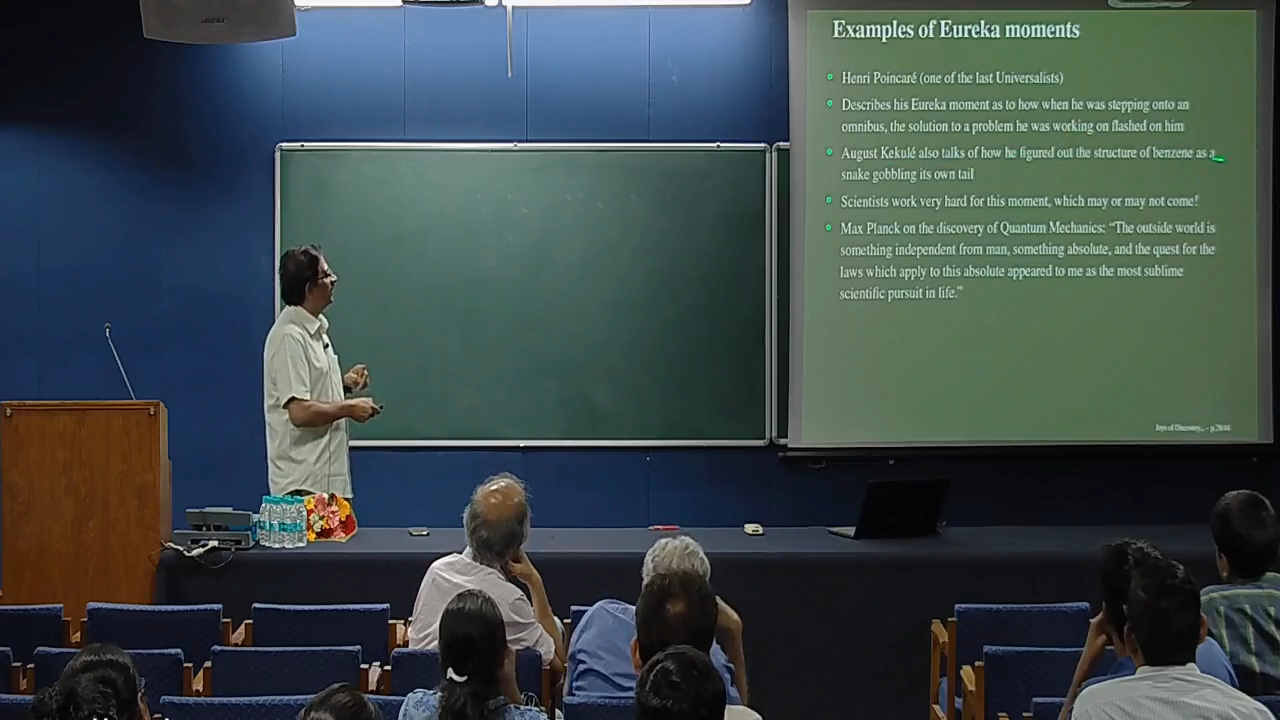 Examples of Eureka moments
Henri Poincaré (one of the last Universalists)
Describes his Eureka moment as to how when he was stepping onto an
omnibus, the solution to a problem he was working on flashed on him
August Kekulé also talks of how he figured out the structure of benzene as a
snake gobbling its own tail
Scientists work very hard for this moment, which may or may not come!
Max Planck on the discovery of Quantum Mechanics: “The outside world is
something independent from man, something absolute, and the quest for the
laws which apply to this absolute appeared to me as the most sublime
scientific pursuit in life.”
Joys of Discovery... –